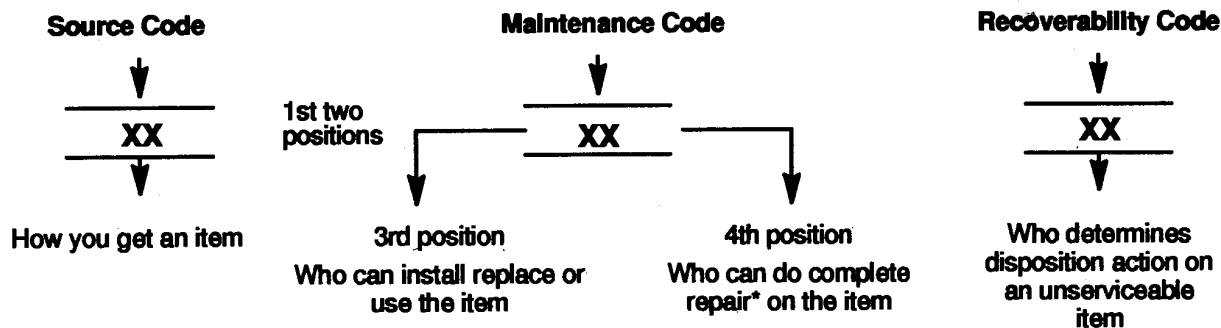 Source Code
Maintenance Code
Recoverability Code
XX
1st two
positions
XX
XX
How you get an item
3rd position
Who can install replace or
use the item
4th position
Who can do complete
repair* on the item
Who determines
disposition action on
an unserviceable
item